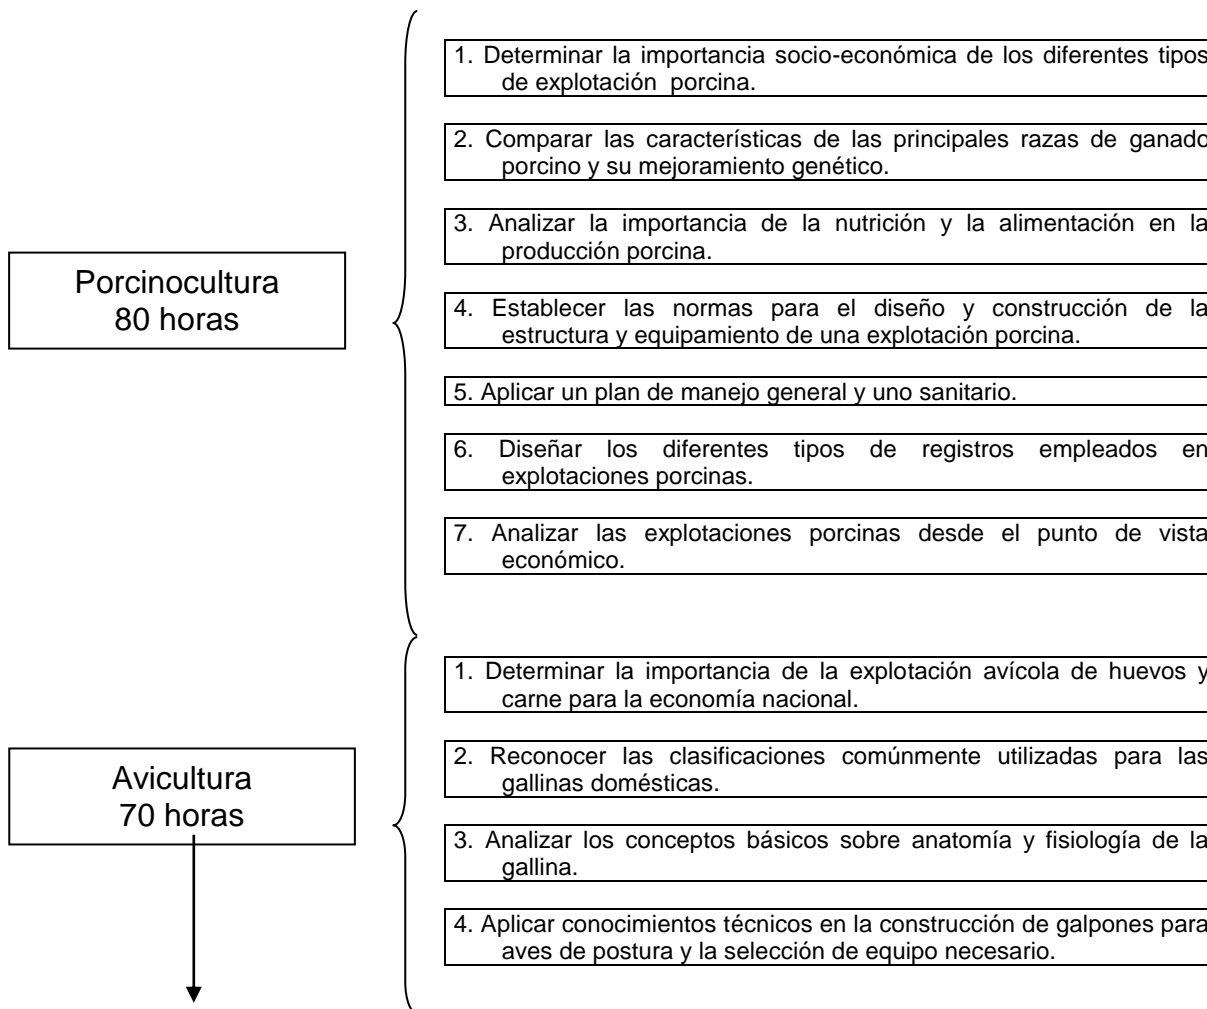 1. Determinar la importancia socio-económica de los diferentes tipos
de explotación porcina.
2. Comparar las características de las principales razas de ganado
porcino y su mejoramiento genético.
3. Analizar la importancia de la nutrición y la alimentación en la
producción porcina.
Porcinocultura
80 horas
4. Establecer las normas para el diseño y construcción de la
estructura y equipamiento de una explotación porcina.
5. Aplicar un plan de manejo general y uno sanitario.
6. Diseñar los diferentes tipos de registros empleados en
explotaciones porcinas.
7. Analizar las explotaciones porcinas desde el punto de vista
económico.
1. Determinar la importancia de la explotación avícola de huevos y
carne para la economía nacional.
2. Reconocer las clasificaciones comúnmente utilizadas para las
gallinas domésticas.
Avicultura
70 horas
3. Analizar los conceptos básicos sobre anatomía y fisiología de la
gallina.
4. Aplicar conocimientos técnicos en la construcción de galpones para
aves de postura y la selección de equipo necesario.